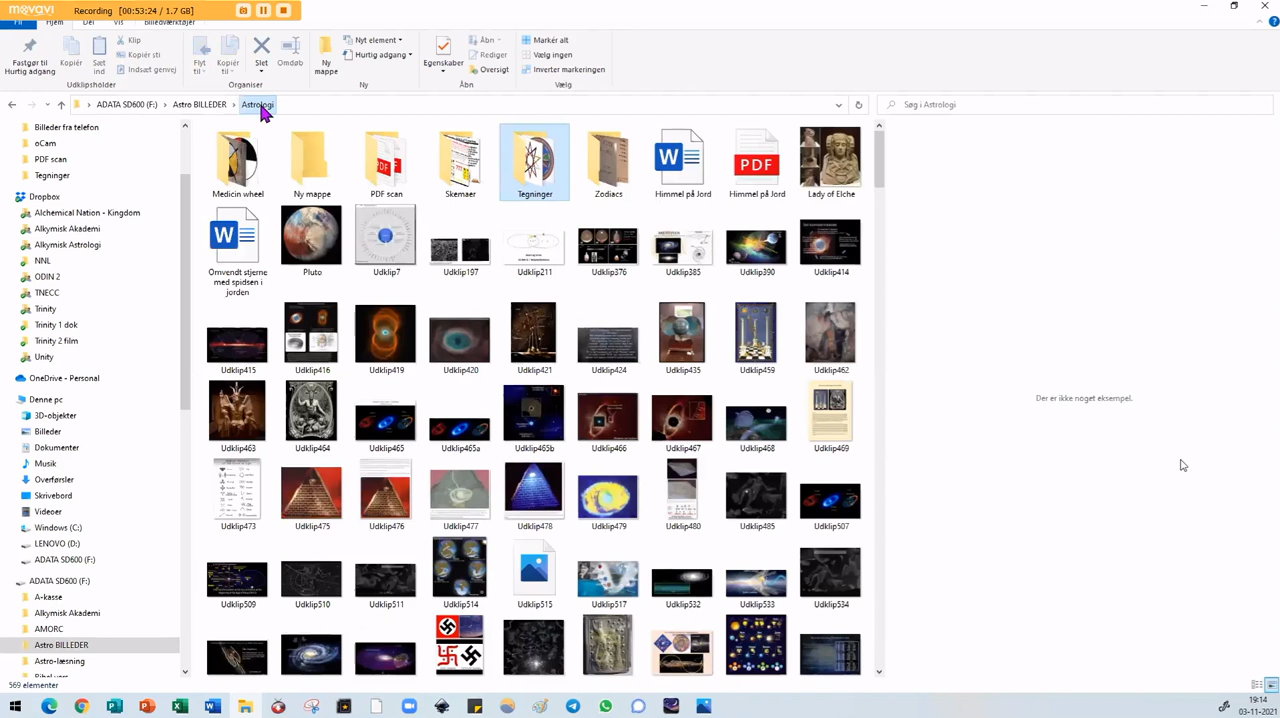 movavi
Recording
00:53:24 / 1.7 GB
Fil
Hjem
Del
Vis
Billedværktøjer
Fastgør til
Hurtig adgang
Kopiér
Sæt
ind
Klip
Kopiér sti
Indsæt genvej
Udklipsholder
Flyt
til
Kopiér
til
Slet
Omdøb
Organiser
Ny
mappe
Nyt element
Hurtig adgang
Ny
Egenskaber
Åbn
Rediger
Oversigt
Åbn
Markér alt
Vælg ingen
Inverter markeringen
Vælg
ADATA SD600 (F:)
Astro BILLEDER
Astrologi
Søg i Astrologi
Billeder fra telefon
oCam
PDF scan
Tegninger
Dropbox
Alchemical Nation - Kingdom
Alkymisk Akademi
Alkymisk Astrologi
NNL
ODIN 2
TNECC
Trinity
Trinity 1 dok
Trinity 2 film
Unity
OneDrive - Personal
Denne pc
3D-objekter
Billeder
Dokumenter
Musik
Overførsler
Skrivebord
Videoer
Windows (C:)
LENOVO (D:)
ADATA SD600 (F:)
ADATA SD600 (F:)
A-kasse
Alkymisk Akademi
AMORC
Astro BILLEDER
Astro-læsning
Bibel vers
569 elementer
Medicin wheel
Ny mappe
PDF scan
Skemaer
Tegninger
Zodiacs
Himmel på Jord
Himmel på Jord
Lady of Elche
Omvendt stjerne
med spidsen i
jorden
Pluto
Udklip7
Udklip197
Udklip211
Udklip376
Udklip385
Udklip390
Udklip414
Udklip415
Udklip416
Udklip419
Udklip420
Udklip421
Udklip424
Udklip435
Udklip459
Udklip462
Udklip463
Udklip464
Udklip465
Udklip465a
Udklip465b
Udklip466
Udklip467
Udklip468
Udklip469
Udklip473
Udklip475
Udklip476
Udklip477
Udklip478
Udklip479
Udklip480
Udklip485
Udklip507
Udklip509
Udklip510
Udklip511
Udklip514
Udklip515
Udklip517
Udklip532
Udklip533
Udklip534
Der er ikke noget eksempel.
19:14
03-11-2021